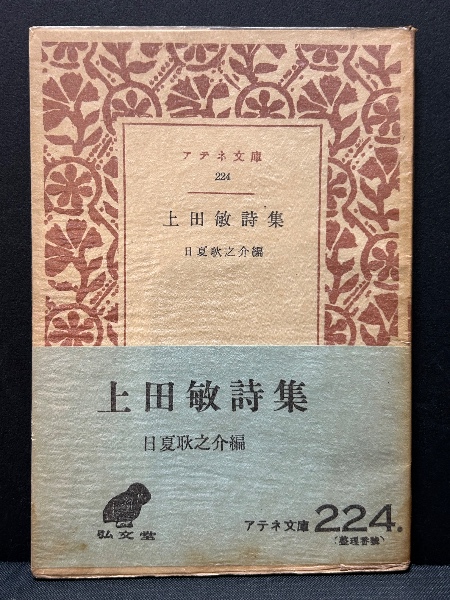 アテネ文庫
224
上田敏詩集
日夏耿之介編
上田敏詩集
日夏耿之介編
弘文堂
アテネ文庫 224.
(整理番號)